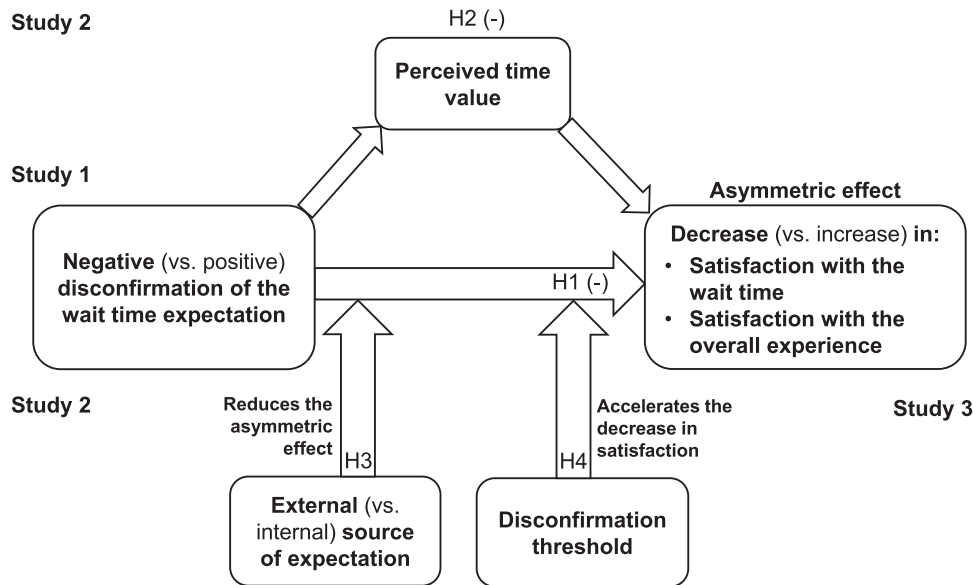 Study 2
H2 (-)
Perceived time
value
Study 1
Asymmetric effect
Negative (vs. positive)
disconfirmation of the
wait time expectation
H1 (-)
Decrease (vs. increase) in:
• Satisfaction with the
wait time
• Satisfaction with the
overall experience
Study 2
Reduces the
asymmetric
effect
H3
Accelerates the
decrease in
satisfaction
H4
Study 3
External (vs.
internal) source
of expectation
Disconfirmation
threshold